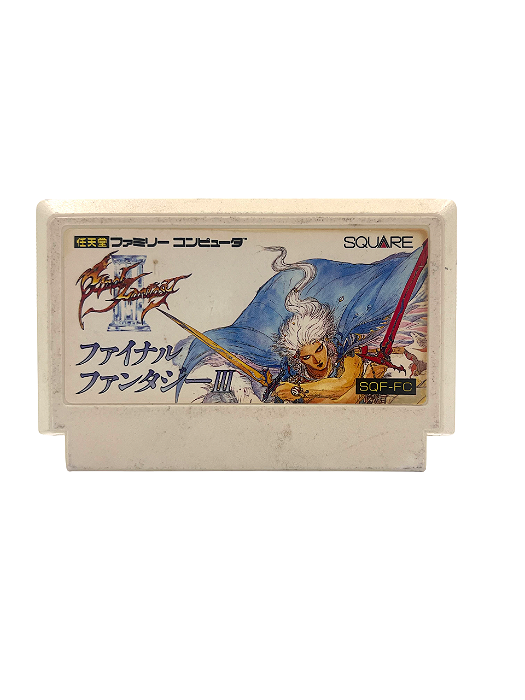 任天堂 ファミリー コンピュータ
SQUARE
Final Fantasy
III
ファイナル
ファンタジーIII
SQF-FC